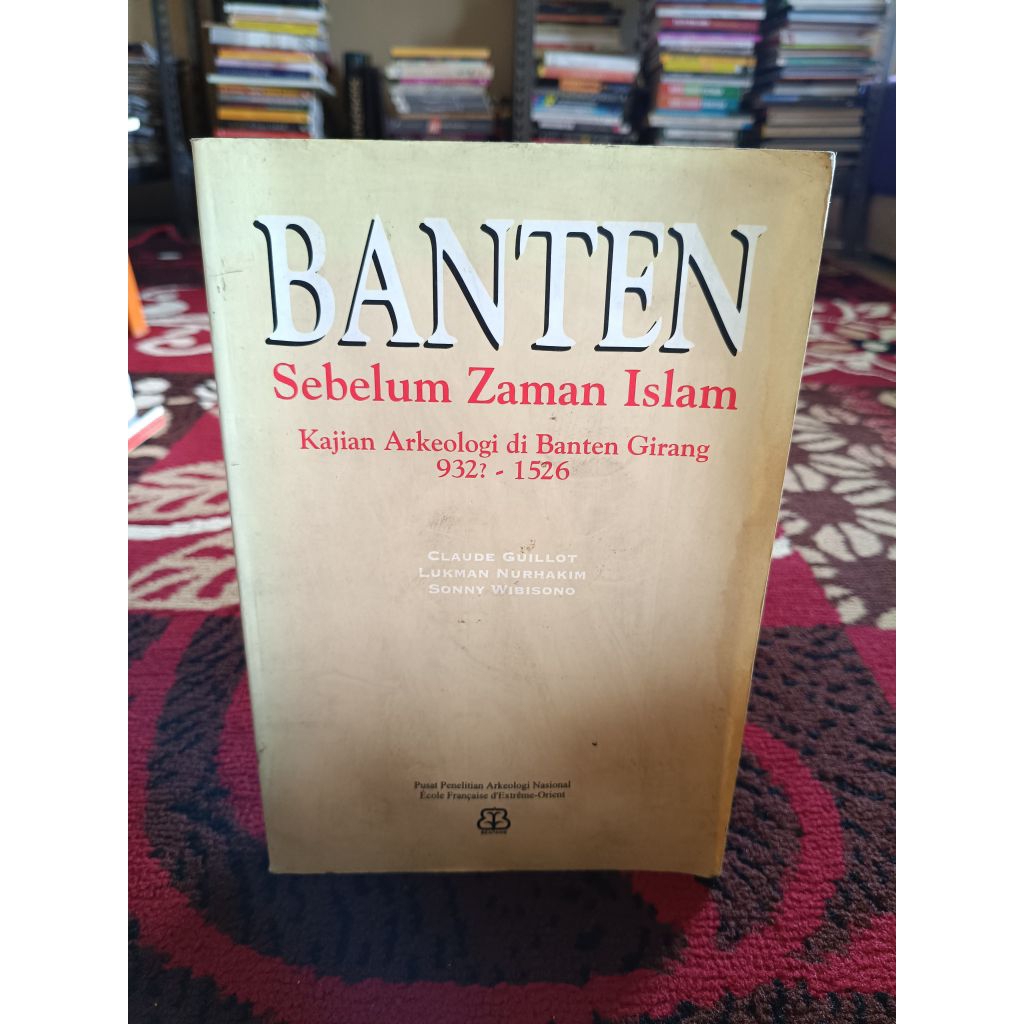 BANTEN
Sebelum Zaman Islam
Kajian Arkeologi di Banten Girang
932? - 1526
CLAUDE GUILLOT
LUKMAN NURHAKIM
SONNY WIBISONO
Pusat Penelitian Arkeologi Nasional
École Française d'Extrême-Orient
BENTANG